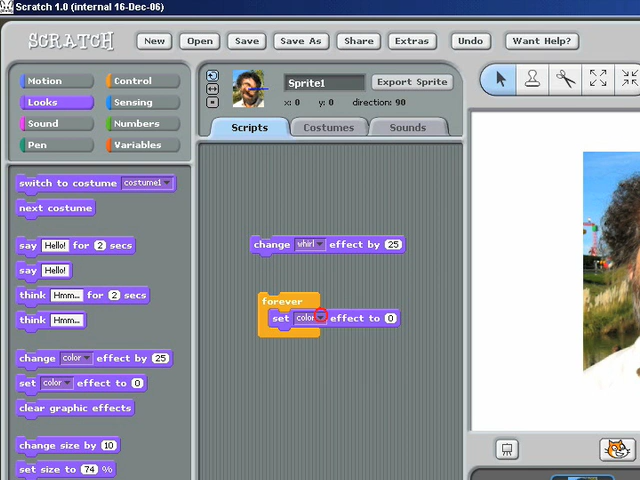 Scratch 1.0 (internal 16-Dec-06)
SCRATCH
New
Open
Save
Save As
Share
Extras
Undo
Want Help?
Motion
Control
Looks
Sensing
Sound
Numbers
Pen
Variables
Sprite1
Export Sprite
x: 0 y: 0 direction: 90
Scripts
Costumes
Sounds
switch to costume costume1
next costume
say Hello! for 2 secs
say Hello!
think Hmm... for 2 secs
think Hmm...
change color effect by 25
set color effect to 0
clear graphic effects
change size by 10
set size to 74 %
change whirl effect by 25
forever
set color effect to 0